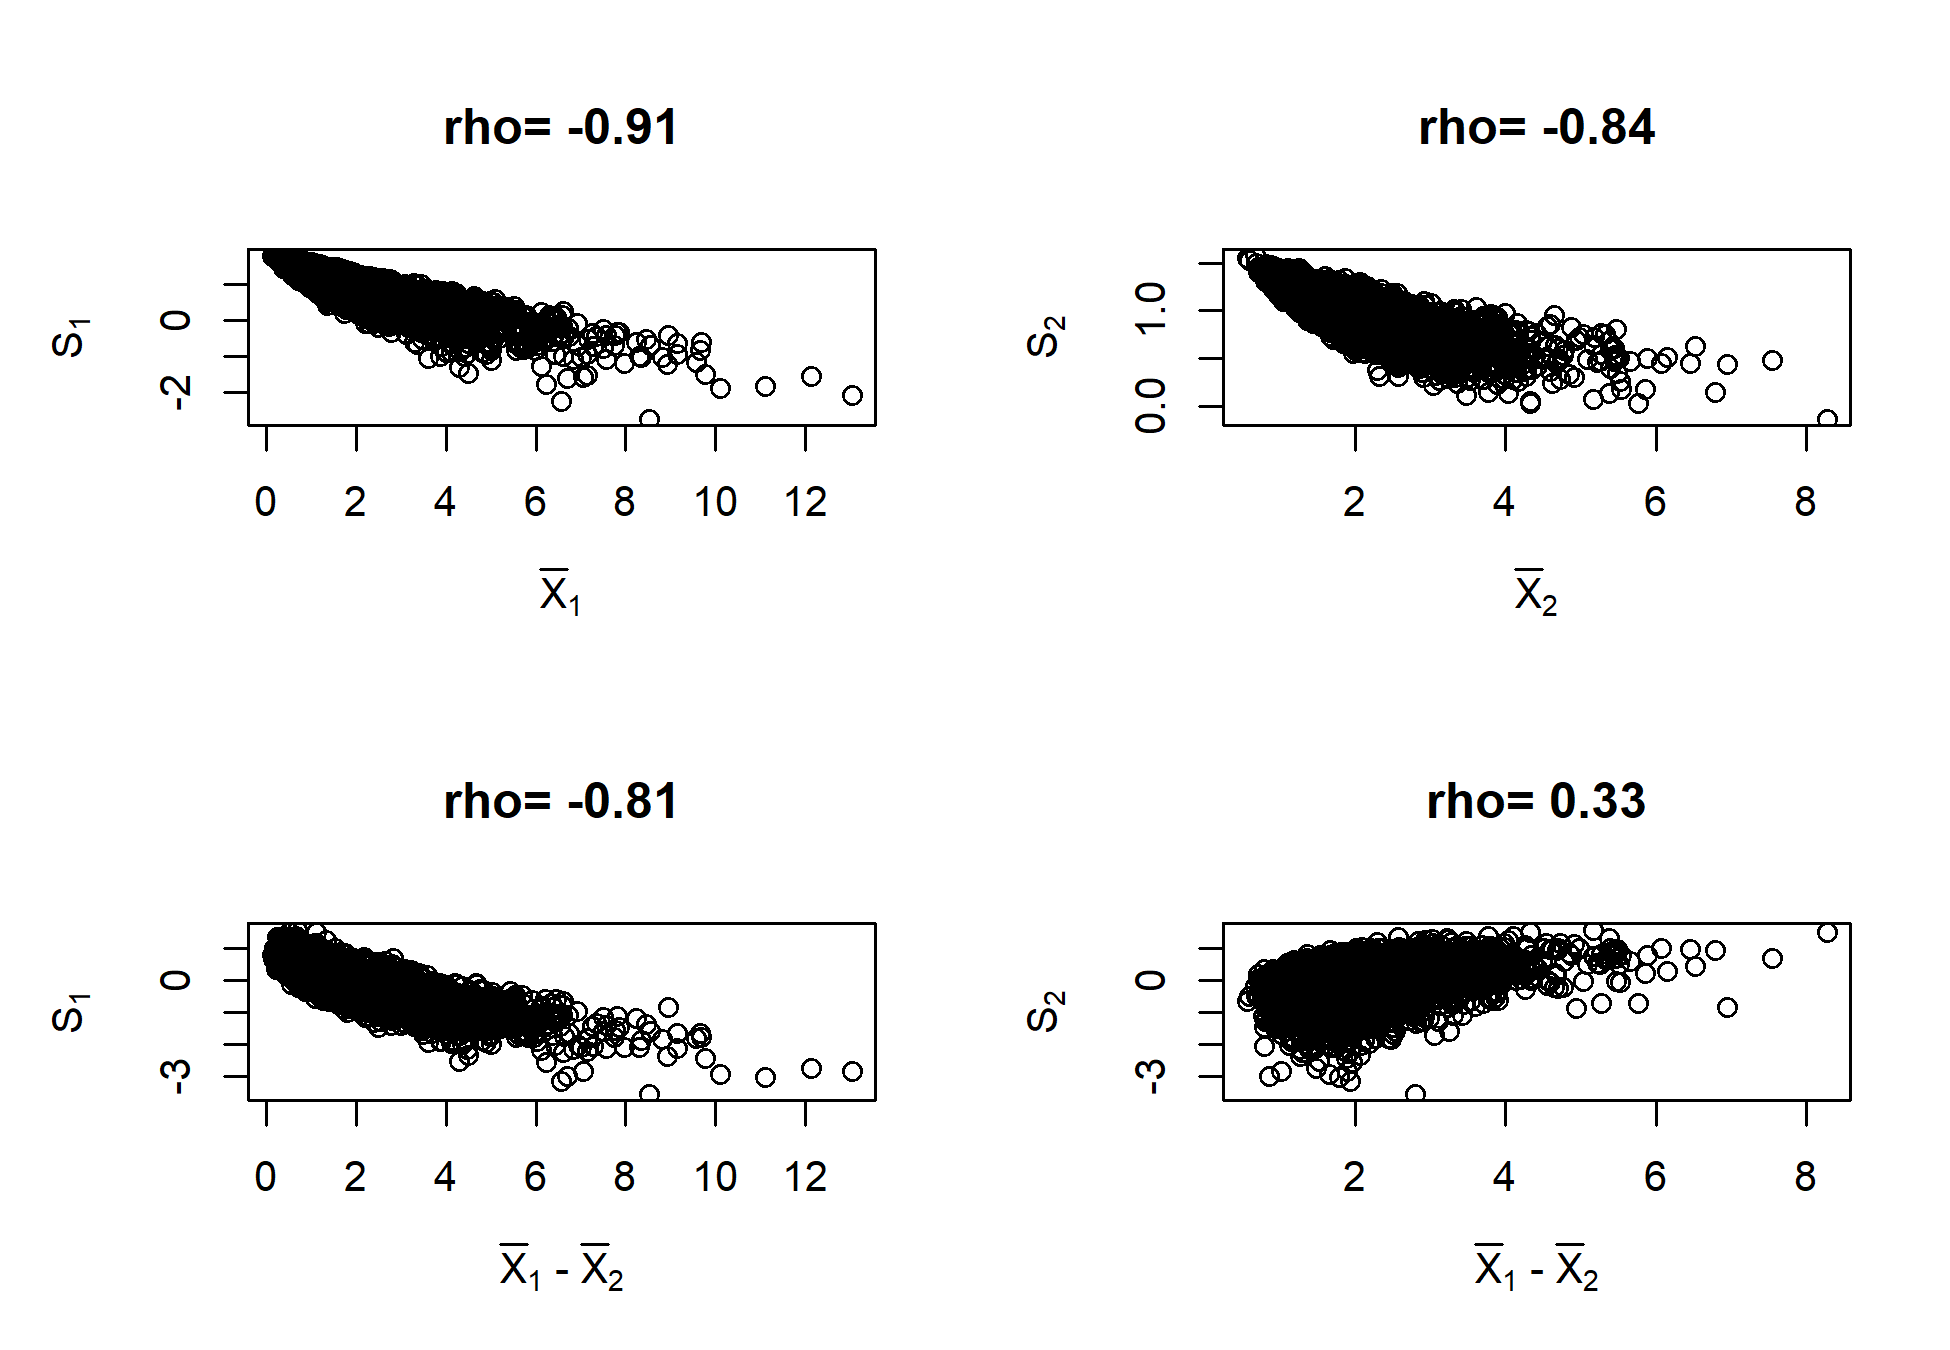 rho= -0.91
S₁
0
-2
0 2 4 6 8 10 12
X̅₁
rho= -0.84
S₂
1.0
0.0
2 4 6 8
X̅₂
rho= -0.81
S₁
0
-3
0 2 4 6 8 10 12
X̅₁ - X̅₂
rho= 0.33
S₂
0
-3
2 4 6 8
X̅₁ - X̅₂